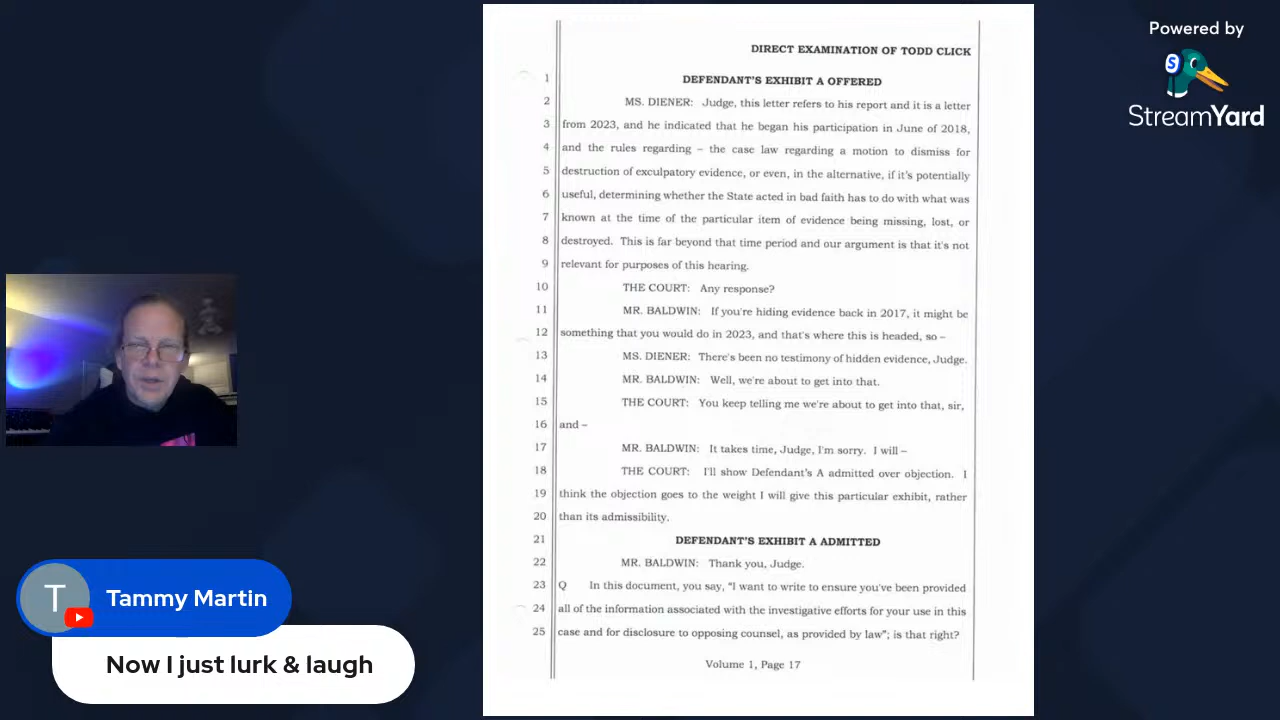 Powered by
StreamYard
DIRECT EXAMINATION OF TODD CLICK
1 DEFENDANT'S EXHIBIT A OFFERED
2 MS. DIENER: Judge, this letter refers to his report and it is a letter
3 from 2023, and he indicated that he began his participation in June of 2018,
4 and the rules regarding – the case law regarding a motion to dismiss for
5 destruction of exculpatory evidence, or even, in the alternative, if it's potentially
6 useful, determining whether the State acted in bad faith has to do with what was
7 known at the time of the particular item of evidence being missing, lost, or
8 destroyed. This is far beyond that time period and our argument is that it's not
9 relevant for purposes of this hearing.
10 THE COURT: Any response?
11 MR. BALDWIN: If you're hiding evidence back in 2017, it might be
12 something that you would do in 2023, and that's where this is headed, so –
13 MS. DIENER: There's been no testimony of hidden evidence, Judge.
14 MR. BALDWIN: Well, we're about to get into that.
15 THE COURT: You keep telling me we're about to get into that, sir,
16 and –
17 MR. BALDWIN: It takes time, Judge, I'm sorry. I will –
18 THE COURT: I'll show Defendant's A admitted over objection. I
19 think the objection goes to the weight I will give this particular exhibit, rather
20 than its admissibility.
21 DEFENDANT'S EXHIBIT A ADMITTED
22 MR. BALDWIN: Thank you, Judge.
23 Q In this document, you say, "I want to write to ensure you've been provided
24 all of the information associated with the investigative efforts for your use in this
25 case and for disclosure to opposing counsel, as provided by law"; is that right?
Volume 1, Page 17
T
Tammy Martin
Now I just lurk & laugh